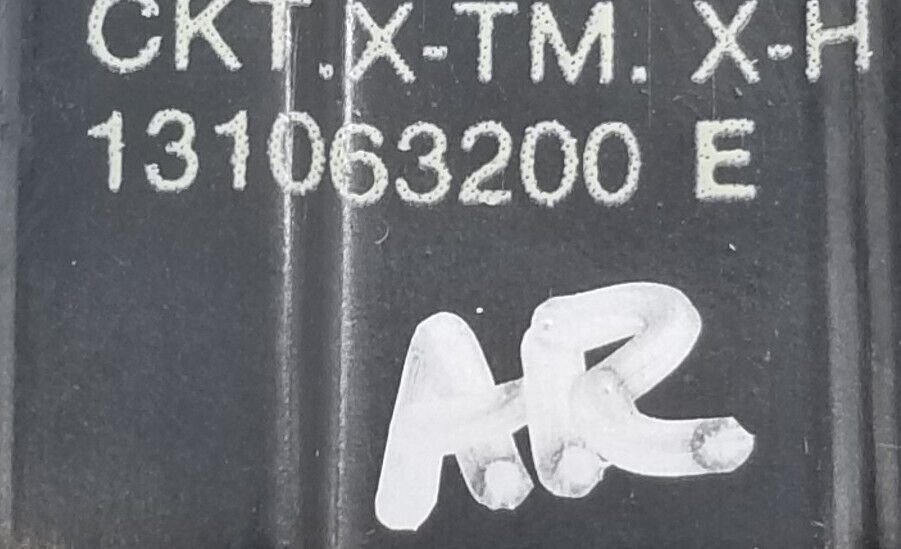 CKT.X-TM. X-H
131063200 E
AR